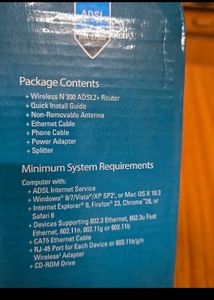 ADSL
Package Contents
+ Wireless N 300 ADSL2+ Router
+ Quick Install Guide
+ Non-Removable Antenna
+ Ethernet Cable
+ Phone Cable
+ Power Adapter
+ Splitter
Minimum System Requirements
Computer with:
+ ADSL Internet Service
+ Windows® 8/7/Vista®/XP SP2⁺, or Mac OS X 10.3
+ Internet Explorer® 9, Firefox® 23, Chrome™ 28, or
Safari 6
+ Devices Supporting 802.3 Ethernet, 802.3u Fast
Ethernet, 802.11n, 802.11g or 802.11b
+ CAT5 Ethernet Cable
+ RJ-45 Port for Each Device or 802.11b/g/n
Wireless Adapter
+ CD-ROM Drive